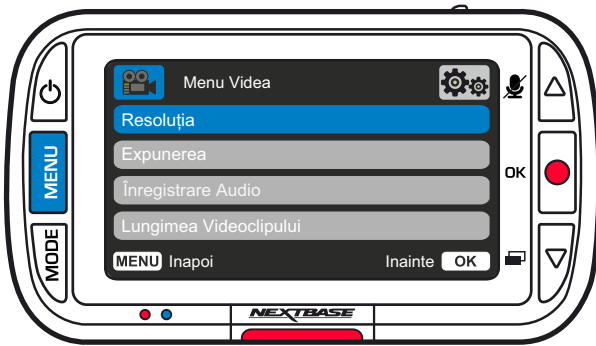 Menu Videa
Resoluția
Expunerea
Înregistrare Audio
Lungimea Videoclipului
MENU Inapoi Inainte OK
MENU
MODE
OK
NEXTBASE